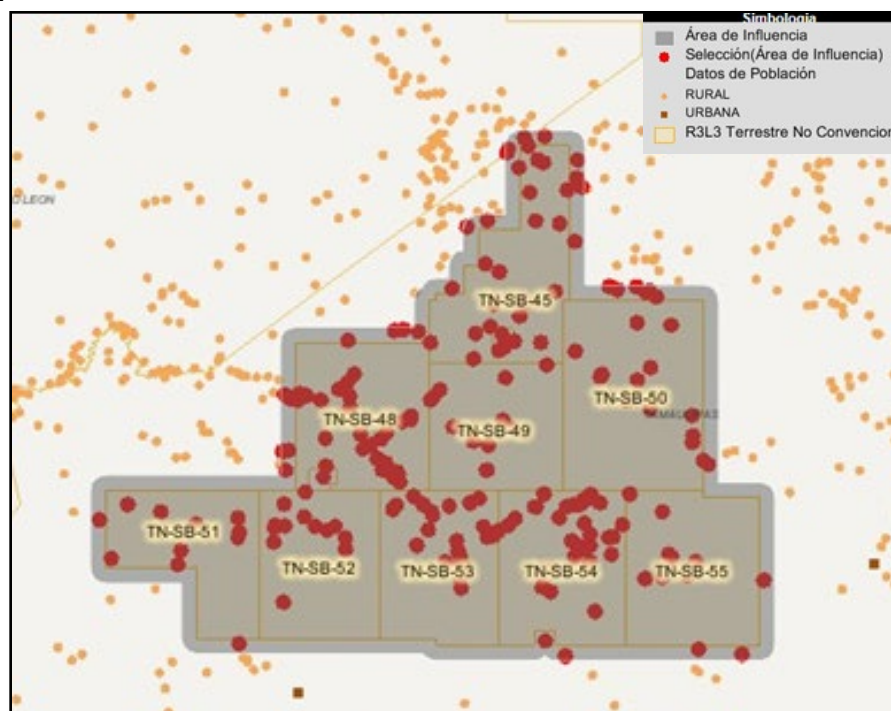 Simbología
Área de Influencia
Selección(Área de Influencia)
Datos de Población
RURAL
URBANA
R3L3 Terrestre No Convencion
LEON
TN-SB-45
TN-SB-50
TN-SB-48
TN-SB-49
TN-SB-51
TN-SB-52
TN-SB-53
TN-SB-54
TN-SB-55